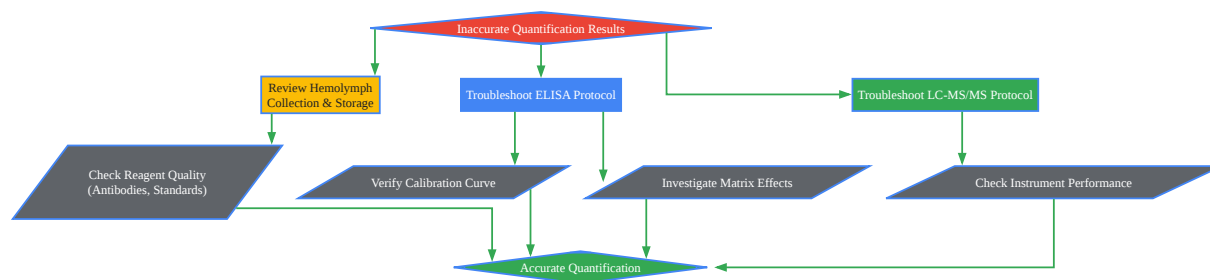 Inaccurate Quantification Results
Review Hemolymph
Collection & Storage
Troubleshoot ELISA Protocol
Troubleshoot LC-MS/MS Protocol
Check Reagent Quality
(Antibodies, Standards)
Verify Calibration Curve
Investigate Matrix Effects
Check Instrument Performance
Accurate Quantification